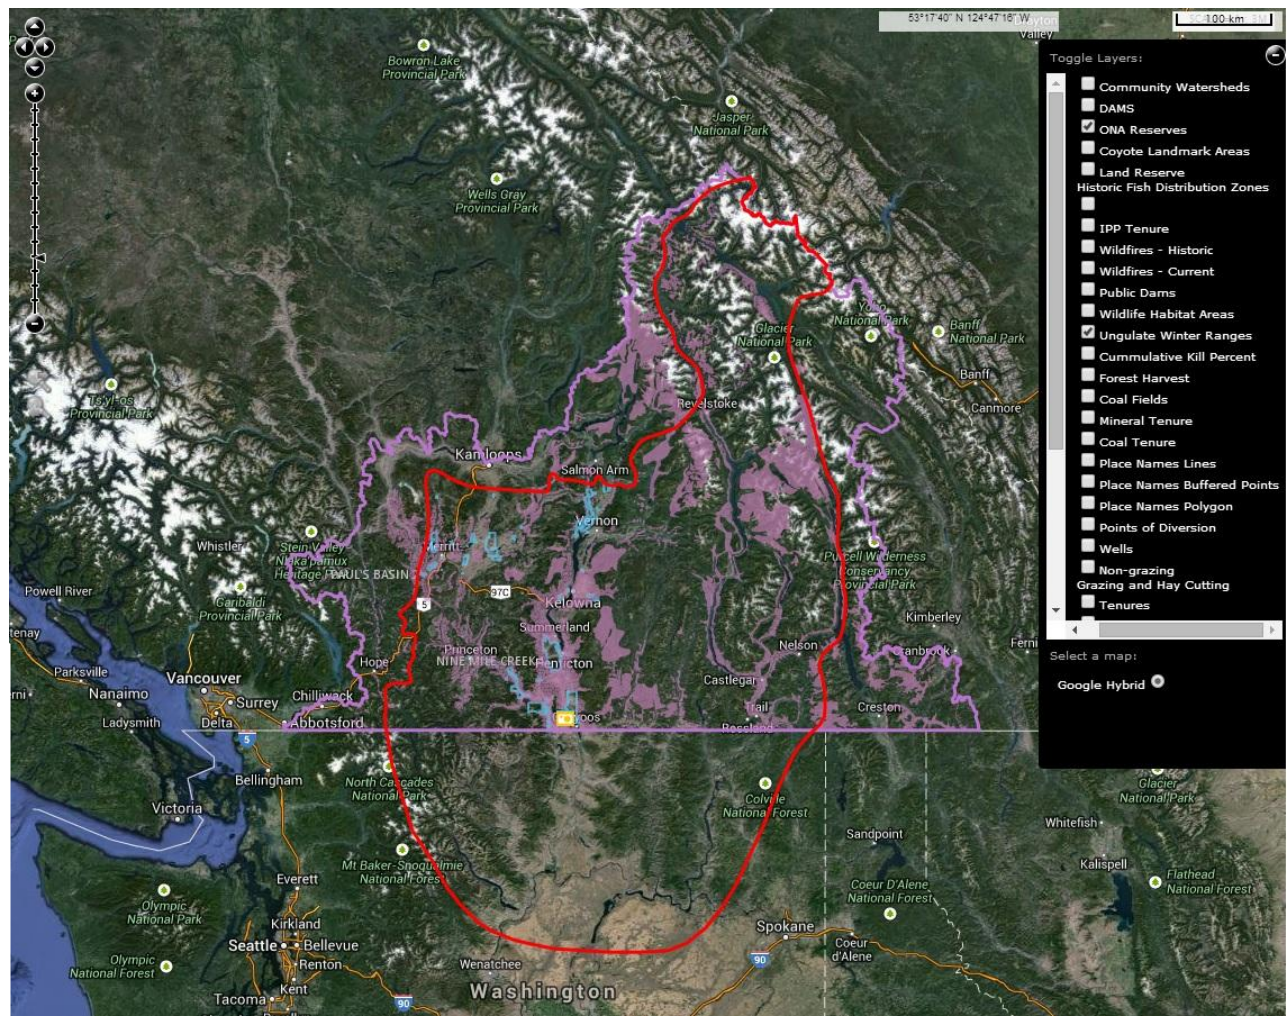 53°17'40" N 124°47'16" W
100 km
Drayton
Valley
Bowron Lake
Provincial Park
Jasper
National Park
Wells Gray
Provincial Park
Toggle Layers:
Community Watersheds
DAMS
ONA Reserves
Coyote Landmark Areas
Land Reserve
Historic Fish Distribution Zones
IPP Tenure
Wildfires - Historic
Wildfires - Current
Public Dams
Wildlife Habitat Areas
Ungulate Winter Ranges
Cummulative Kill Percent
Forest Harvest
Coal Fields
Mineral Tenure
Coal Tenure
Place Names Lines
Place Names Buffered Points
Place Names Polygon
Points of Diversion
Wells
Non-grazing
Grazing and Hay Cutting
Tenures
Select a map:
Google Hybrid
Glacier
National Park
Yoho
National Park
Banff
National Park
Banff
Canmore
Ts'yl-os
Provincial Park
Revelstoke
Kamloops
Salmon Arm
Vernon
Whistler
Stein Valley
Nlaka'pamux
Heritage
PAUL'S BASIN
Merritt
Purcell Wilderness
Conservancy
Provincial Park
Powell River
Garibaldi
Provincial Park
5
97C
Kelowna
Summerland
Kimberley
Cranbrook
Ferni
tenay
Parksville
Nanaimo
Ladysmith
Vancouver
Surrey
Delta
Hope
Chilliwack
Abbotsford
Princeton
NINE MILE CREEK
Penticton
Nelson
Castlegar
Trail
Rossland
Creston
5
Bellingham
Victoria
North Cascades
National Park
Colville
National Forest
Glacier
National Park
Sandpoint
Whitefish
Kalispell
Flathead
National Forest
Mt Baker-Snoqualmie
National Forest
Everett
Olympic
National Park
Coeur D'Alene
National Forest
Kirkland
Seattle
Bellevue
Renton
Kent
Tacoma
Olympic
National Forest
Wenatchee
Washington
Spokane
Coeur
d'Alene
90
90
90